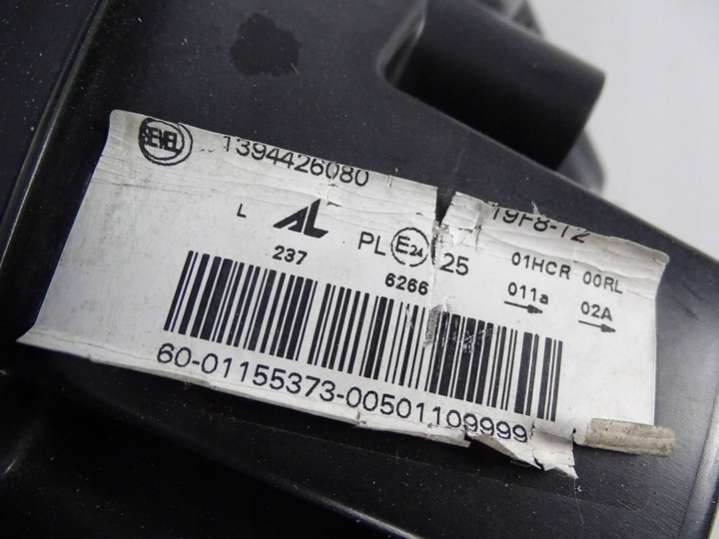 SEVEL 1394426080 19F8-12
L AL PL E24 25 01HCR 00RL
237 6266 011a 02A
60-01155373-00501109999